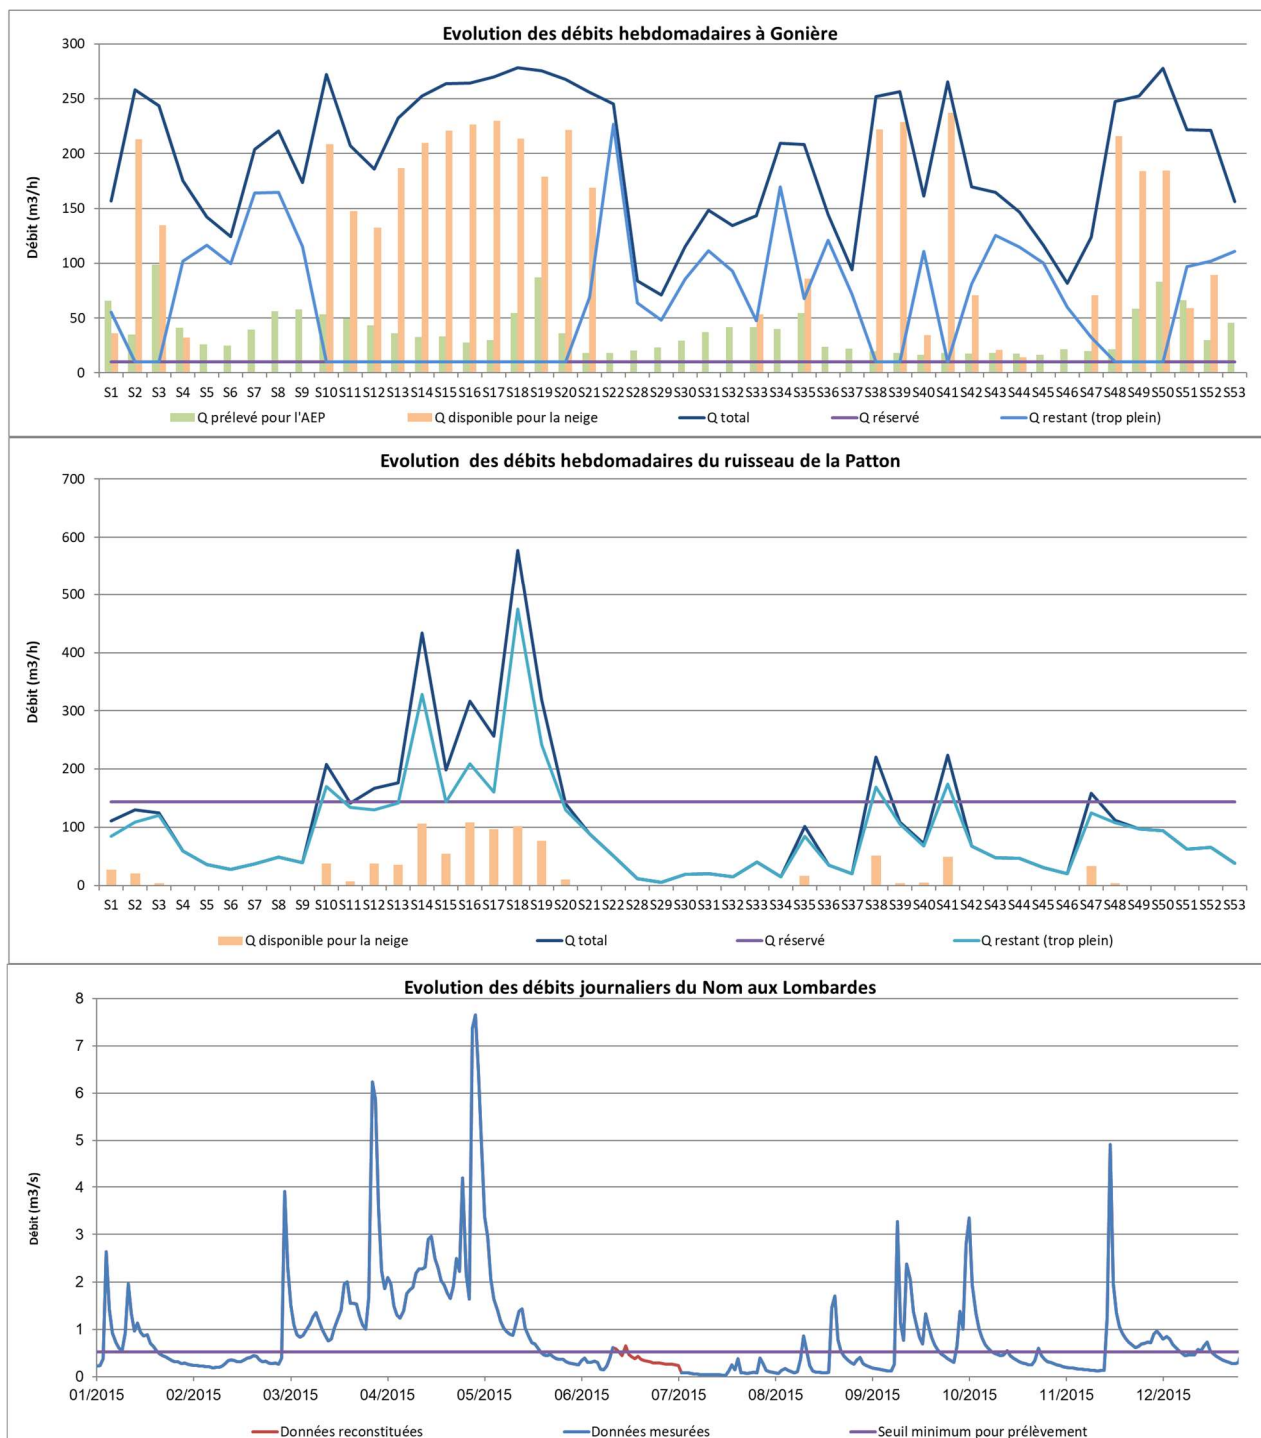 Evolution des débits hebdomadaires à Gonière
300
250
200
150
100
50
0
Débit (m3/h)
S1 S2 S3 S4 S5 S6 S7 S8 S9 S10 S11 S12 S13 S14 S15 S16 S17 S18 S19 S20 S21 S22 S28 S29 S30 S31 S32 S33 S34 S35 S36 S37 S38 S39 S40 S41 S42 S43 S44 S45 S46 S47 S48 S49 S50 S51 S52 S53
Q prélevé pour l'AEP Q disponible pour la neige Q total Q réservé Q restant (trop plein)
Evolution des débits hebdomadaires du ruisseau de la Patton
700
600
500
400
300
200
100
0
Débit (m3/h)
S1 S2 S3 S4 S5 S6 S7 S8 S9 S10 S11 S12 S13 S14 S15 S16 S17 S18 S19 S20 S21 S22 S28 S29 S30 S31 S32 S33 S34 S35 S36 S37 S38 S39 S40 S41 S42 S43 S44 S45 S46 S47 S48 S49 S50 S51 S52 S53
Q disponible pour la neige Q total Q réservé Q restant (trop plein)
Evolution des débits journaliers du Nom aux Lombardes
8
7
6
5
4
3
2
1
0
Débit (m3/s)
01/2015 02/2015 03/2015 04/2015 05/2015 06/2015 07/2015 08/2015 09/2015 10/2015 11/2015 12/2015
Données reconstituées Données mesurées Seuil minimum pour prélèvement